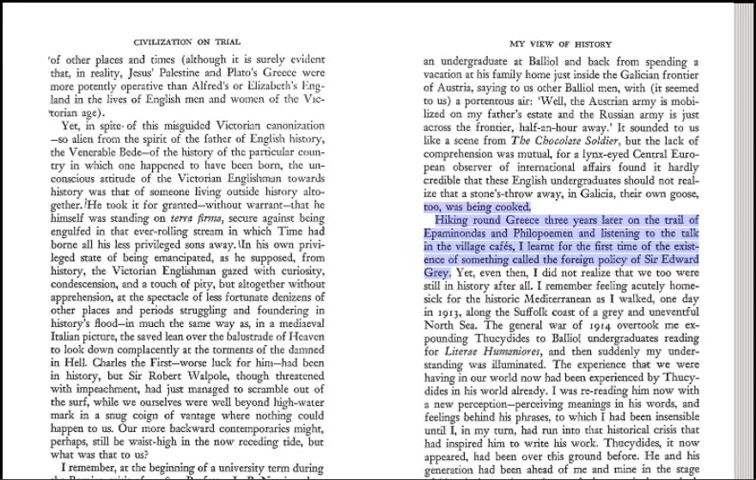 CIVILIZATION ON TRIAL
'of other places and times (although it is surely evident
that, in reality, Jesus' Palestine and Plato's Greece were
more potently operative than Alfred's or Elizabeth's Eng-
land in the lives of English men and women of the Vic-
torian age).
Yet, in spite of this misguided Victorian canonization
—so alien from the spirit of the father of English history,
the Venerable Bede—of the history of the particular coun-
try in which one happened to have been born, the un-
conscious attitude of the Victorian Englishman towards
history was that of someone living outside history alto-
gether. He took it for granted—without warrant—that he
himself was standing on terra firma, secure against being
engulfed in that ever-rolling stream in which Time had
borne all his less privileged sons away. In his own privi-
leged state of being emancipated, as he supposed, from
history, the Victorian Englishman gazed with curiosity,
condescension, and a touch of pity, but altogether without
apprehension, at the spectacle of less fortunate denizens of
other places and periods struggling and foundering in
history's flood—in much the same way as, in a mediaeval
Italian picture, the saved lean over the balustrade of Heaven
to look down complacently at the torments of the damned
in Hell. Charles the First—worse luck for him—had been
in history, but Sir Robert Walpole, though threatened
with impeachment, had just managed to scramble out of
the surf, while we ourselves were well beyond high-water
mark in a snug coign of vantage where nothing could
happen to us. Our more backward contemporaries might,
perhaps, still be waist-high in the now receding tide, but
what was that to us?
I remember, at the beginning of a university term during
MY VIEW OF HISTORY
an undergraduate at Balliol and back from spending a
vacation at his family home just inside the Galician frontier
of Austria, saying to us other Balliol men, with (it seemed
to us) a portentous air: 'Well, the Austrian army is mobi-
lized on my father's estate and the Russian army is just
across the frontier, half-an-hour away.' It sounded to us
like a scene from The Chocolate Soldier, but the lack of
comprehension was mutual, for a lynx-eyed Central Euro-
pean observer of international affairs found it hardly
credible that these English undergraduates should not real-
ize that a stone's-throw away, in Galicia, their own goose,
too, was being cooked.
Hiking round Greece three years later on the trail of
Epaminondas and Philopoemen and listening to the talk
in the village cafés, I learnt for the first time of the exist-
ence of something called the foreign policy of Sir Edward
Grey. Yet, even then, I did not realize that we too were
still in history after all. I remember feeling acutely home-
sick for the historic Mediterranean as I walked, one day
in 1913, along the Suffolk coast of a grey and uneventful
North Sea. The general war of 1914 overtook me ex-
pounding Thucydides to Balliol undergraduates reading
for Literae Humaniores, and then suddenly my under-
standing was illuminated. The experience that we were
having in our world now had been experienced by Thucy-
dides in his world already. I was re-reading him now with
a new perception—perceiving meanings in his words, and
feelings behind his phrases, to which I had been insensible
until I, in my turn, had run into that historical crisis that
had inspired him to write his work. Thucydides, it now
appeared, had been over this ground before. He and his
generation had been ahead of me and mine in the stage